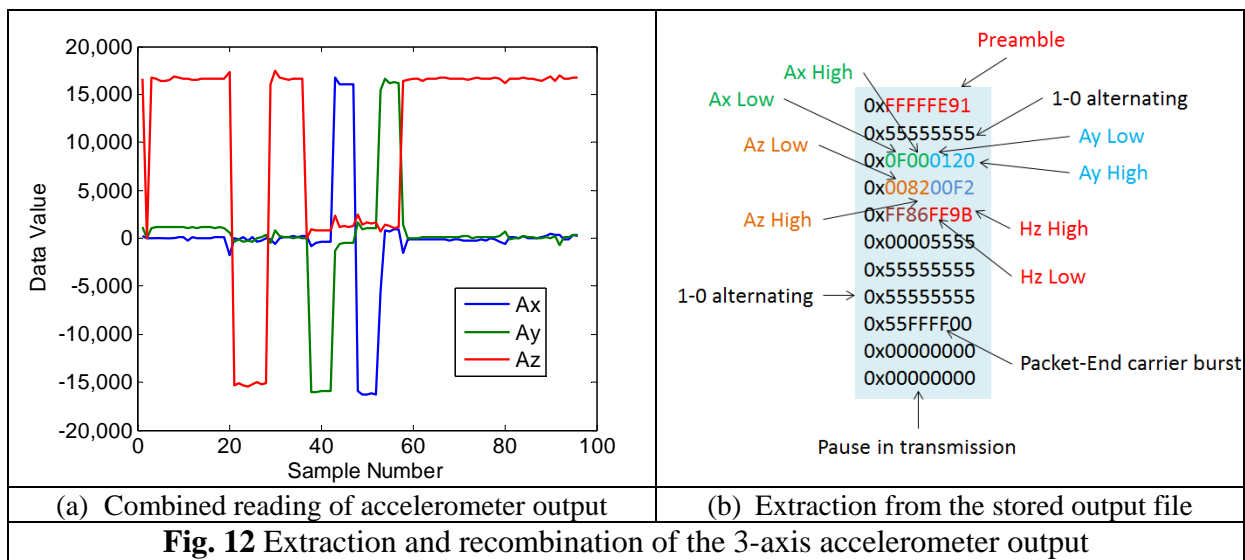 20,000
15,000
10,000
5,000
0
-5,000
-10,000
-15,000
-20,000
0
20
40
60
80
100
Data Value
Sample Number
Ax
Ay
Az
(a) Combined reading of accelerometer output
Preamble
Ax High
Ax Low
1-0 alternating
Ay Low
Az Low
Ay High
Az High
Hz High
Hz Low
1-0 alternating
Packet-End carrier burst
Pause in transmission
0xFFFFFE91
0x55555555
0x0F000120
0x008200F2
0xFF86FF9B
0x00005555
0x55555555
0x55555555
0x55FFFF00
0x00000000
0x00000000
(b) Extraction from the stored output file
Fig. 12 Extraction and recombination of the 3-axis accelerometer output